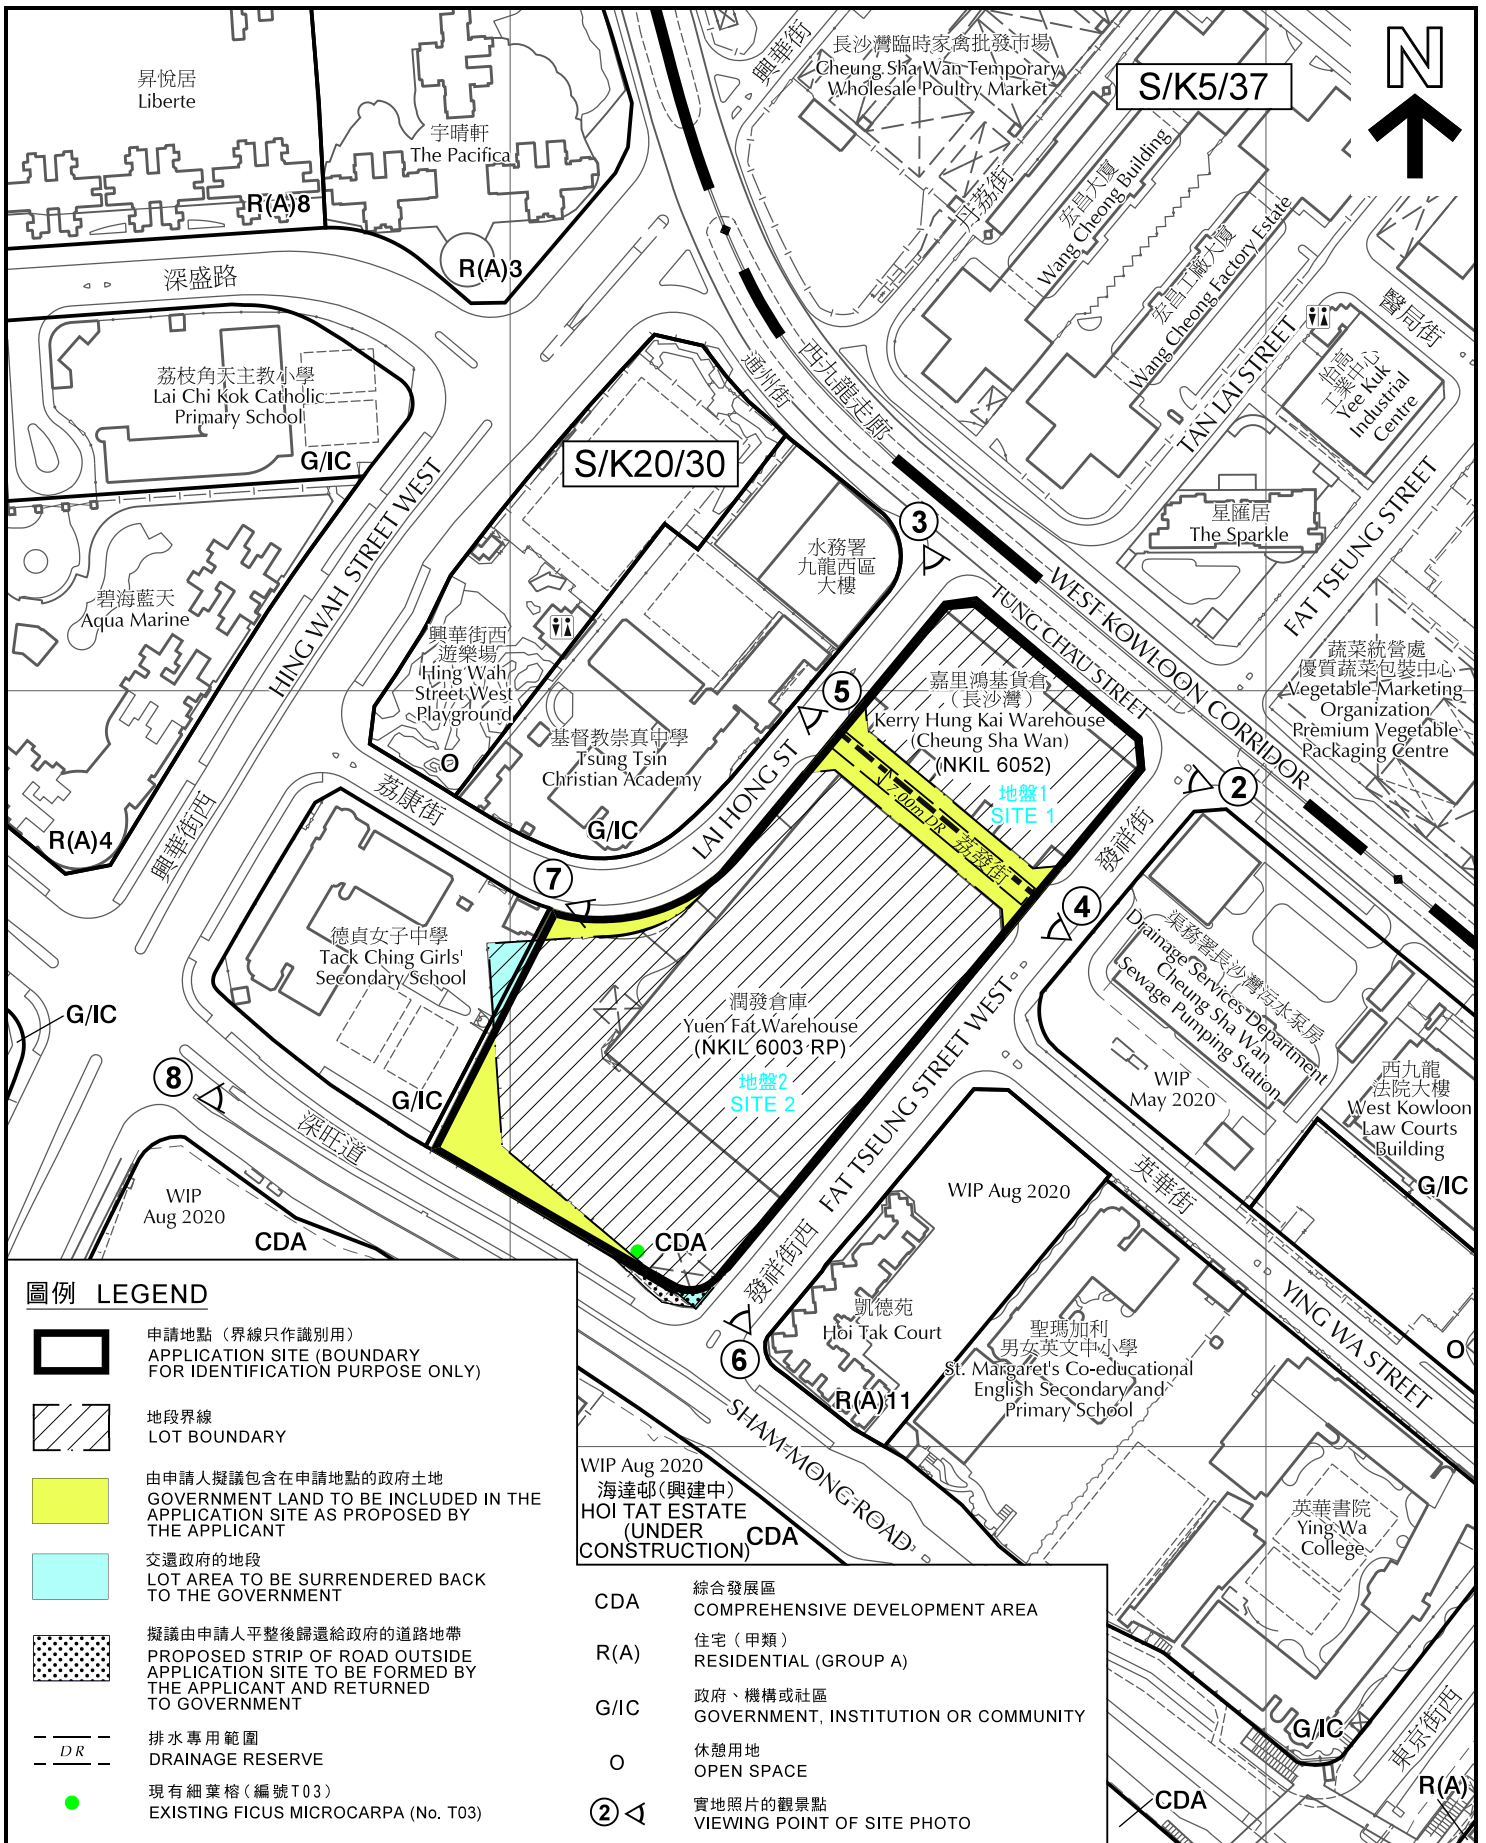 昇悅居
Liberte
宇晴軒
The Pacifica
R(A)8
R(A)3
興華街
長沙灣臨時家禽批發市場
Cheung Sha Wan Temporary
Wholesale Poultry Market
S/K5/37
N
丹荔街
宏昌大廈
Wang Cheong Building
宏昌工廠大廈
Wang Cheong Factory Estate
TAN LAI STREET
醫局街
怡高
工業中心
Yee Kuk
Industrial
Centre
深盛路
荔枝角天主教小學
Lai Chi Kok Catholic
Primary School
G/IC
通州街
西九龍走廊
S/K20/30
星匯居
The Sparkle
FAT TSEUNG STREET
HING WAH STREET WEST
水務署
九龍西區
大樓
3
WEST KOWLOON CORRIDOR
TUNG CHAU STREET
碧海藍天
Aqua Marine
興華街西
遊樂場
Hing Wah
Street West
Playground
O
蔬菜統營處
優質蔬菜包裝中心
Vegetable Marketing
Organization
Premium Vegetable
Packaging Centre
5
嘉里鴻基貨倉
（長沙灣）
Kerry Hung Kai Warehouse
(Cheung Sha Wan)
(NKIL 6052)
地盤1
SITE 1
2
基督教崇真中學
Tsung Tsin
Christian Academy
G/IC
LAI HONG ST
荔康街
7.00m DR
荔發街
發祥街
R(A)4
興華街西
7
4
德貞女子中學
Tack Ching Girls'
Secondary School
G/IC
G/IC
渠務署長沙灣污水泵房
Drainage Services Department
Cheung Sha Wan
Sewage Pumping Station
潤發倉庫
Yuen Fat Warehouse
(NKIL 6003 RP)
地盤2
SITE 2
FAT TSEUNG STREET WEST
WIP
May 2020
西九龍
法院大樓
West Kowloon
Law Courts
Building
G/IC
8
深旺道
WIP
Aug 2020
CDA
CDA
WIP Aug 2020
英華街
發祥街西
凱德苑
Hoi Tak Court
6
R(A)11
聖瑪加利
男女英文中小學
St. Margaret's Co-educational
English Secondary and
Primary School
YING WA STREET
O
SHAM MONG ROAD
WIP Aug 2020
海達邨(興建中)
HOI TAT ESTATE
(UNDER
CONSTRUCTION)
CDA
英華書院
Ying Wa
College
G/IC
東京街西
R(A)
CDA
圖例 LEGEND
申請地點（界線只作識別用）
APPLICATION SITE (BOUNDARY
FOR IDENTIFICATION PURPOSE ONLY)
地段界線
LOT BOUNDARY
由申請人擬議包含在申請地點的政府土地
GOVERNMENT LAND TO BE INCLUDED IN THE
APPLICATION SITE AS PROPOSED BY
THE APPLICANT
交還政府的地段
LOT AREA TO BE SURRENDERED BACK
TO THE GOVERNMENT
擬議由申請人平整後歸還給政府的道路地帶
PROPOSED STRIP OF ROAD OUTSIDE
APPLICATION SITE TO BE FORMED BY
THE APPLICANT AND RETURNED
TO GOVERNMENT
DR
排水專用範圍
DRAINAGE RESERVE
現有細葉榕（編號T03）
EXISTING FICUS MICROCARPA (No. T03)
CDA
綜合發展區
COMPREHENSIVE DEVELOPMENT AREA
R(A)
住宅（甲類）
RESIDENTIAL (GROUP A)
G/IC
政府、機構或社區
GOVERNMENT, INSTITUTION OR COMMUNITY
O
休憩用地
OPEN SPACE
2
實地照片的觀景點
VIEWING POINT OF SITE PHOTO